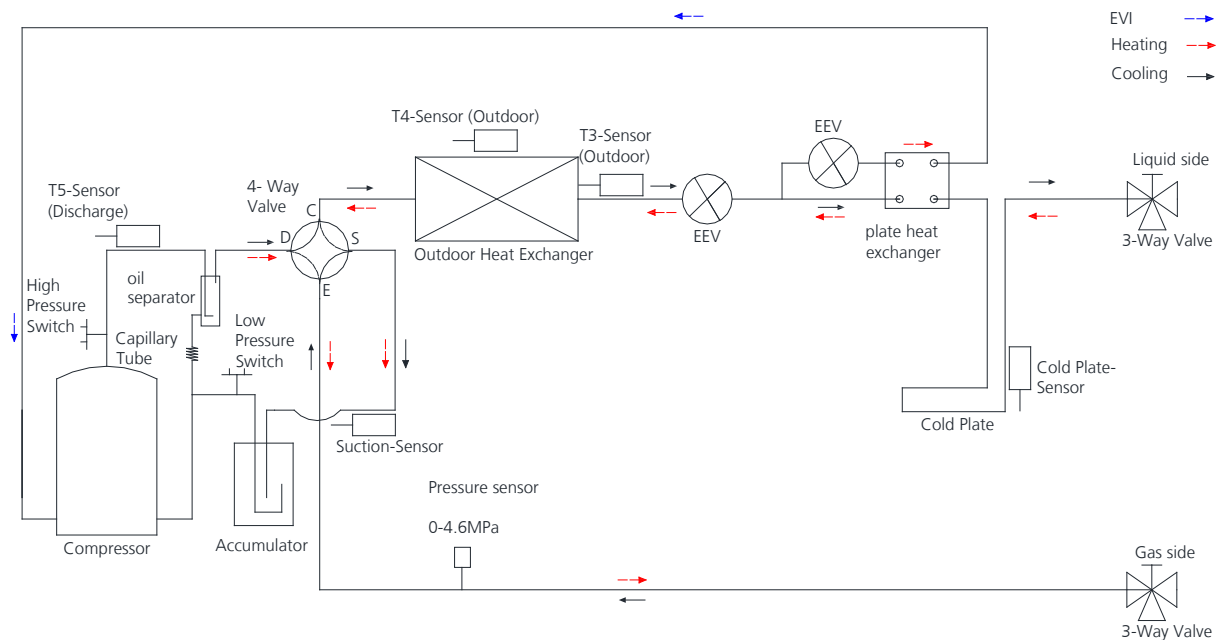 EVI
Heating
Cooling
T4-Sensor (Outdoor)
T3-Sensor
(Outdoor)
EEV
Liquid side
3-Way Valve
T5-Sensor
(Discharge)
4- Way
Valve
C
D
S
E
Outdoor Heat Exchanger
EEV
plate heat
exchanger
oil
separator
High
Pressure
Switch
Capillary
Tube
Low
Pressure
Switch
Suction-Sensor
Cold Plate-
Sensor
Cold Plate
Pressure sensor
0-4.6MPa
Compressor
Accumulator
Gas side
3-Way Valve